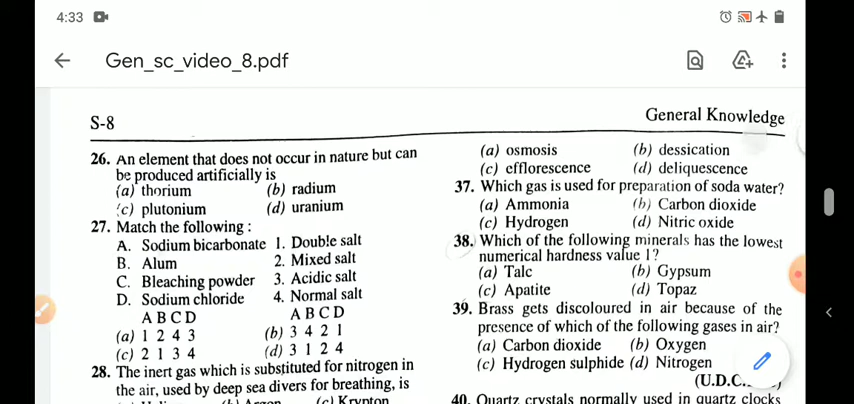 4:33
Gen_sc_video_8.pdf
S-8
General Knowledge
26. An element that does not occur in nature but can
be produced artificially is
(a) thorium (b) radium
(c) plutonium (d) uranium
27. Match the following :
A. Sodium bicarbonate 1. Double salt
B. Alum 2. Mixed salt
C. Bleaching powder 3. Acidic salt
D. Sodium chloride 4. Normal salt
A B C D A B C D
(a) 1 2 4 3 (b) 3 4 2 1
(c) 2 1 3 4 (d) 3 1 2 4
28. The inert gas which is substituted for nitrogen in
the air, used by deep sea divers for breathing, is
(c) Krypton
(a) osmosis (b) dessication
(c) efflorescence (d) deliquescence
37. Which gas is used for preparation of soda water?
(a) Ammonia (b) Carbon dioxide
(c) Hydrogen (d) Nitric oxide
38. Which of the following minerals has the lowest
numerical hardness value 1?
(a) Talc (b) Gypsum
(c) Apatite (d) Topaz
39. Brass gets discoloured in air because of the
presence of which of the following gases in air?
(a) Carbon dioxide (b) Oxygen
(c) Hydrogen sulphide (d) Nitrogen
(U.D.C.
40. Quartz crystals normally used in quartz clocks